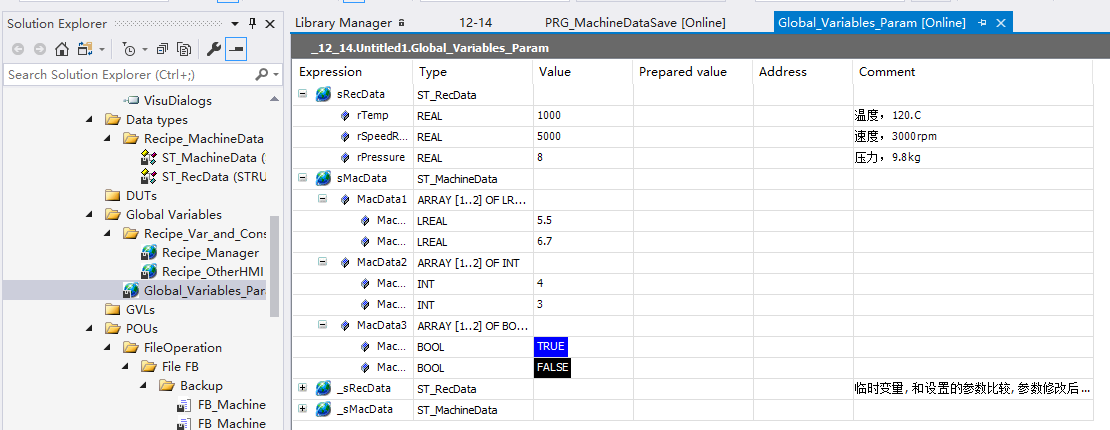 Solution Explorer
Search Solution Explorer (Ctrl+;)
VisuDialogs
Data types
Recipe_MachineData
ST_MachineData (
ST_RecData (STRU
DUTs
Global Variables
Recipe_Var_and_Cons
Recipe_Manager
Recipe_OtherHMI
Global_Variables_Par
GVLs
POUs
FileOperation
File FB
Backup
FB_Machine
FB_Machine
Library Manager 12-14 PRG_MachineDataSave [Online] Global_Variables_Param [Online]
_12_14.Untitled1.Global_Variables_Param
Expression Type Value Prepared value Address Comment
sRecData ST_RecData
rTemp REAL 1000 温度，120.C
rSpeedR... REAL 5000 速度，3000rpm
rPressure REAL 8 压力，9.8kg
sMacData ST_MachineData
MacData1 ARRAY [1..2] OF LR...
Mac... LREAL 5.5
Mac... LREAL 6.7
MacData2 ARRAY [1..2] OF INT
Mac... INT 4
Mac... INT 3
MacData3 ARRAY [1..2] OF BO...
Mac... BOOL TRUE
Mac... BOOL FALSE
_sRecData ST_RecData 临时变量,和设置的参数比较,参数修改后...
_sMacData ST_MachineData